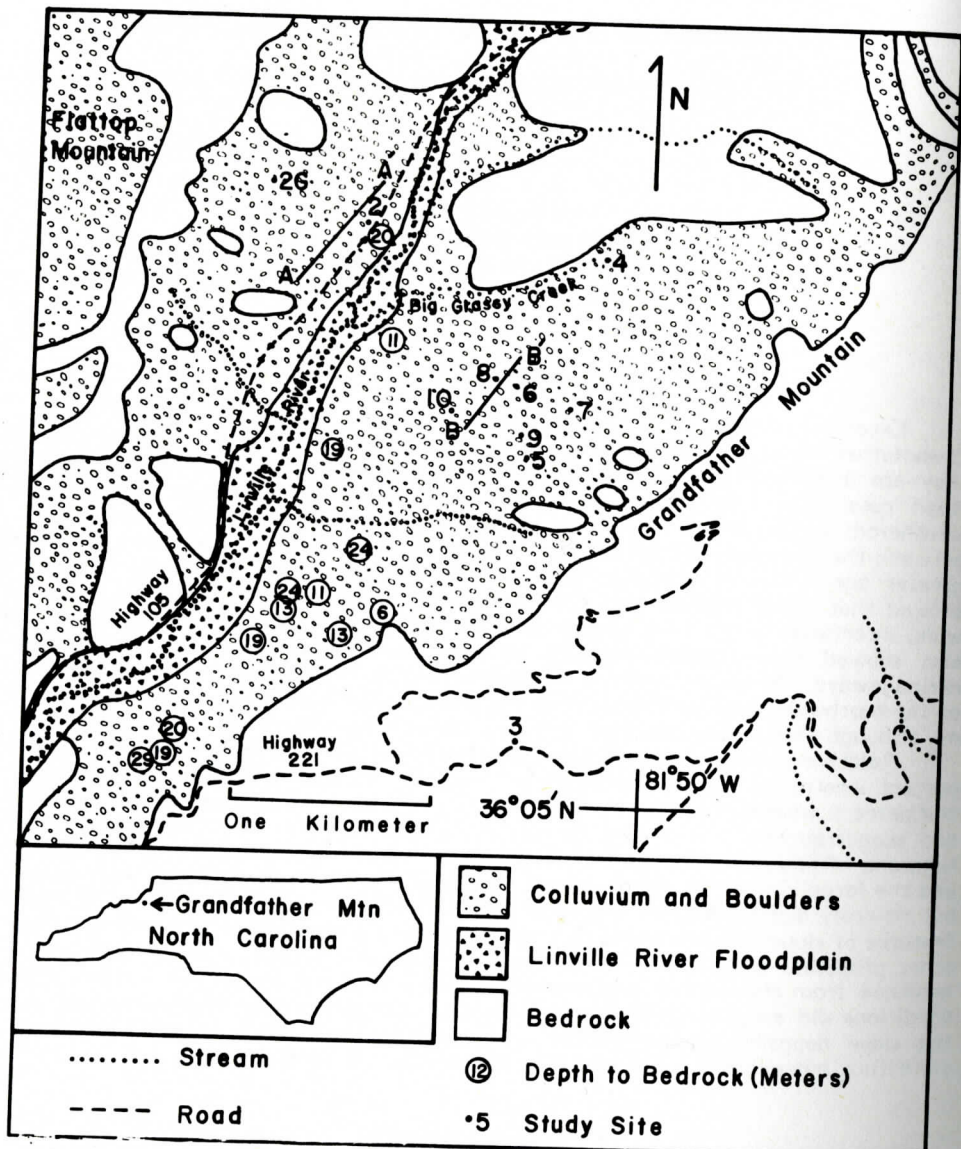 N
Flattop
Mountain
•26
A'
2
20
A
•4
Big Grassy Creek
11
B'
8•
•6
Mountain
10
•7
B
•9
19
•5
Linville River
Grandfather
24
Highway
105
24
11
13
6
19
13
20
19
29
3
Highway
221
81°50' W
36°05' N
One Kilometer
←Grandfather Mtn
North Carolina
Colluvium and Boulders
Linville River Floodplain
Bedrock
Stream
12 Depth to Bedrock (Meters)
Road
•5 Study Site